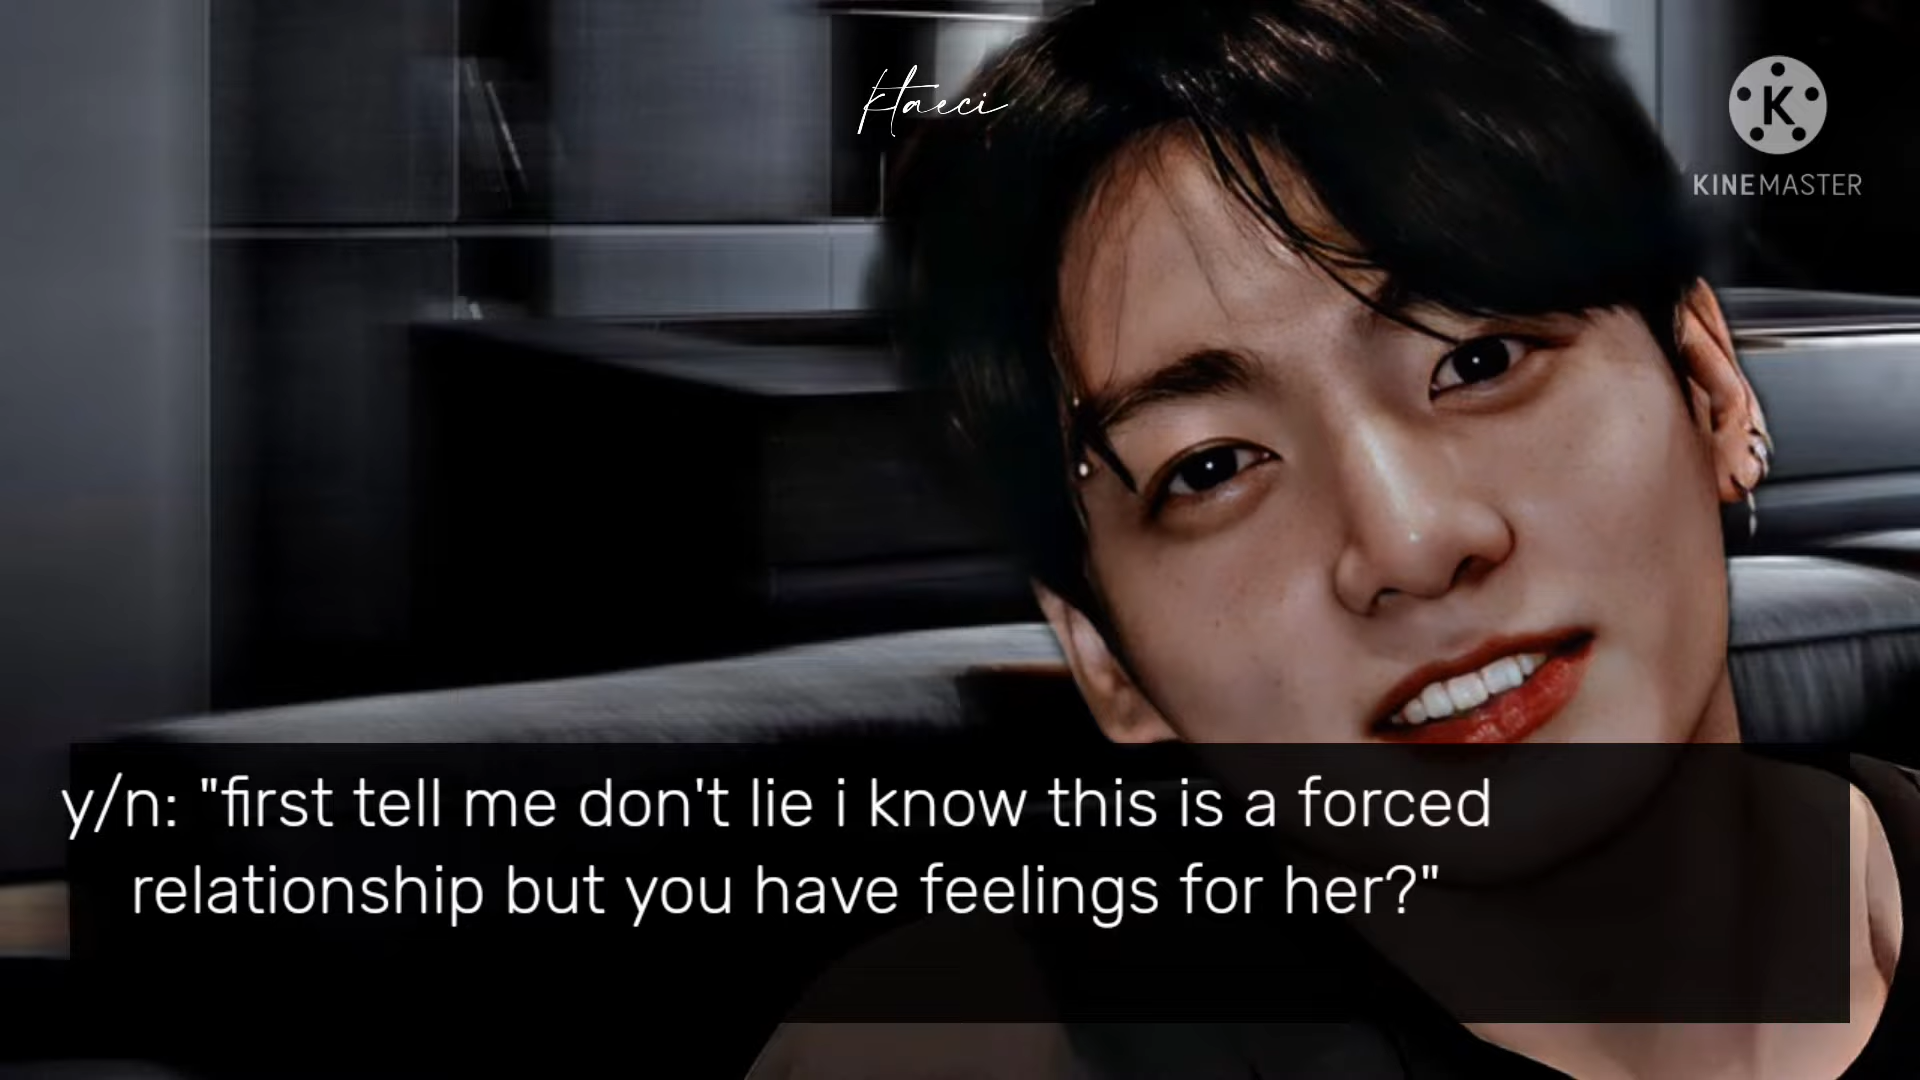 ktaeci
K
KINEMASTER
y/n: "first tell me don't lie i know this is a forced
relationship but you have feelings for her?"